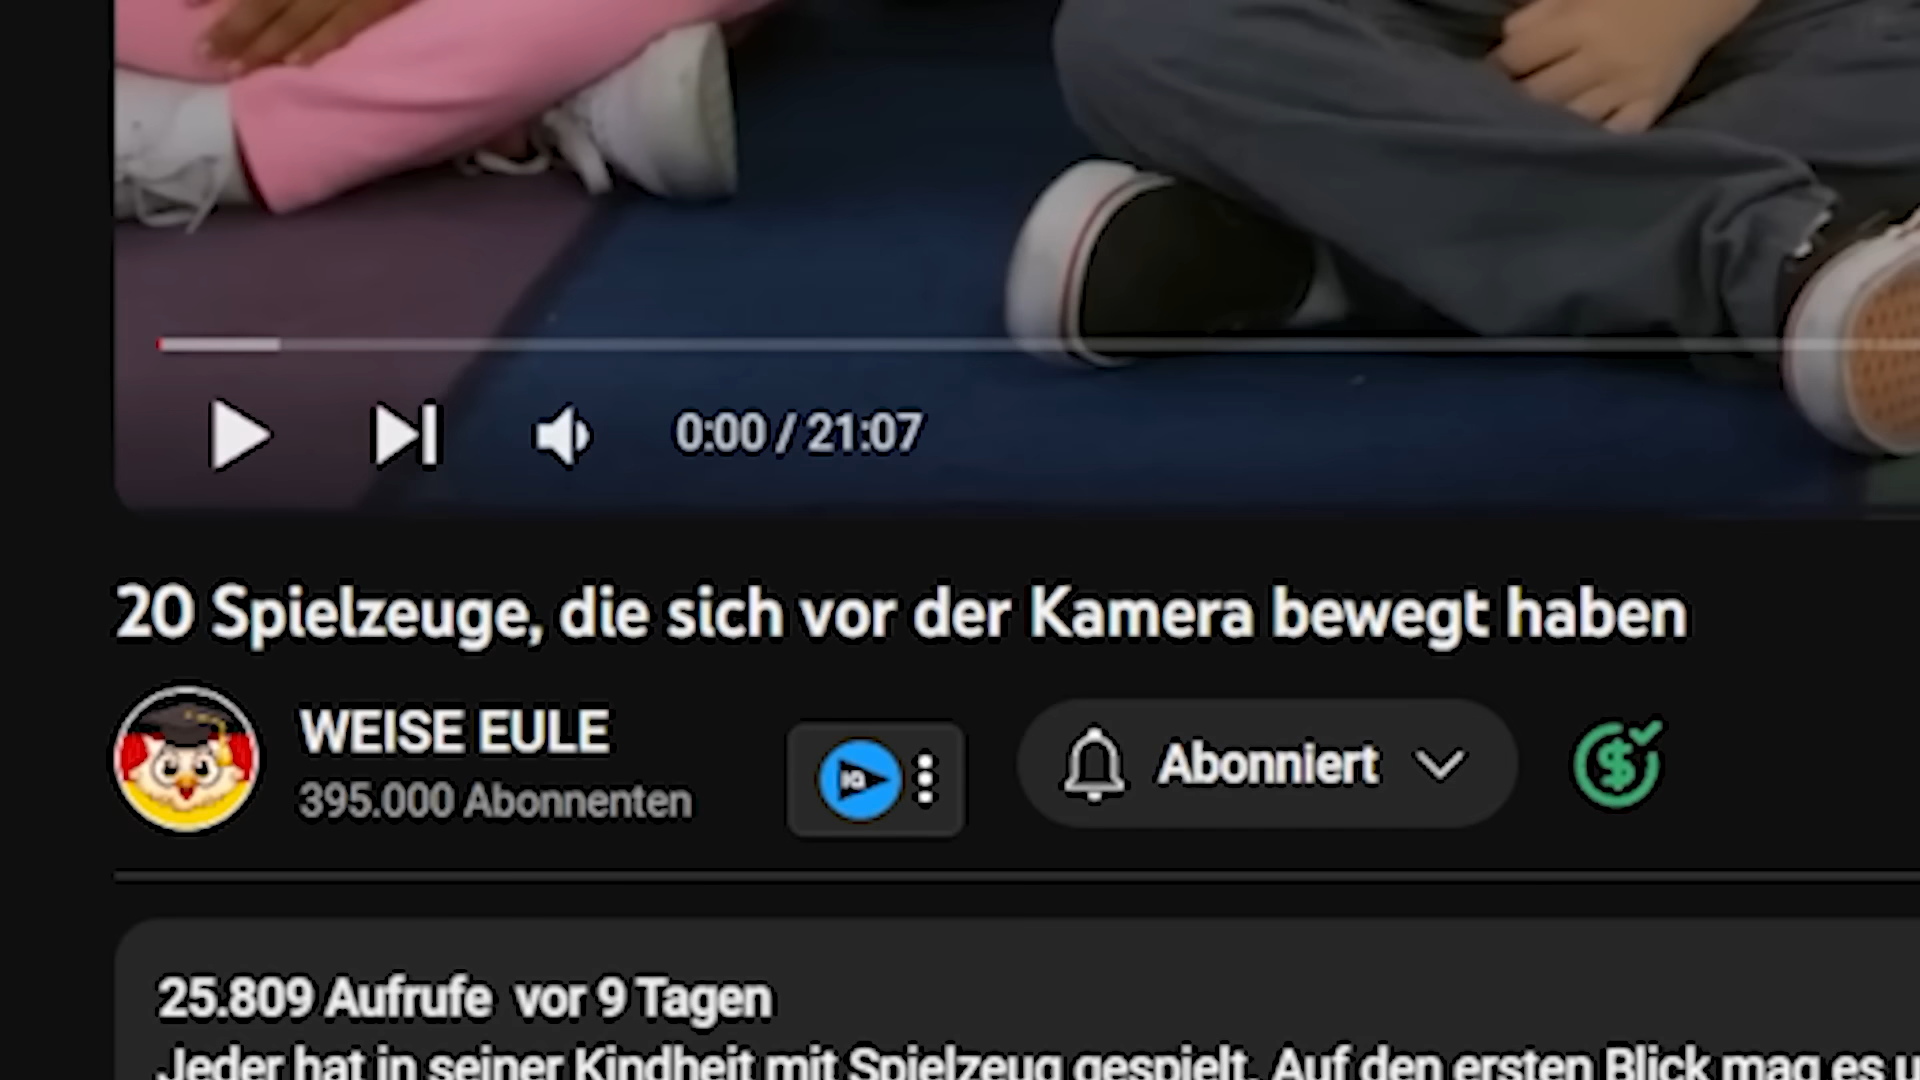 0:00 / 21:07
20 Spielzeuge, die sich vor der Kamera bewegt haben
WEISE EULE
395.000 Abonnenten
IQ
Abonniert
25.809 Aufrufe vor 9 Tagen
Jeder hat in seiner Kindheit mit Spielzeug gespielt. Auf den ersten Blick mag es u